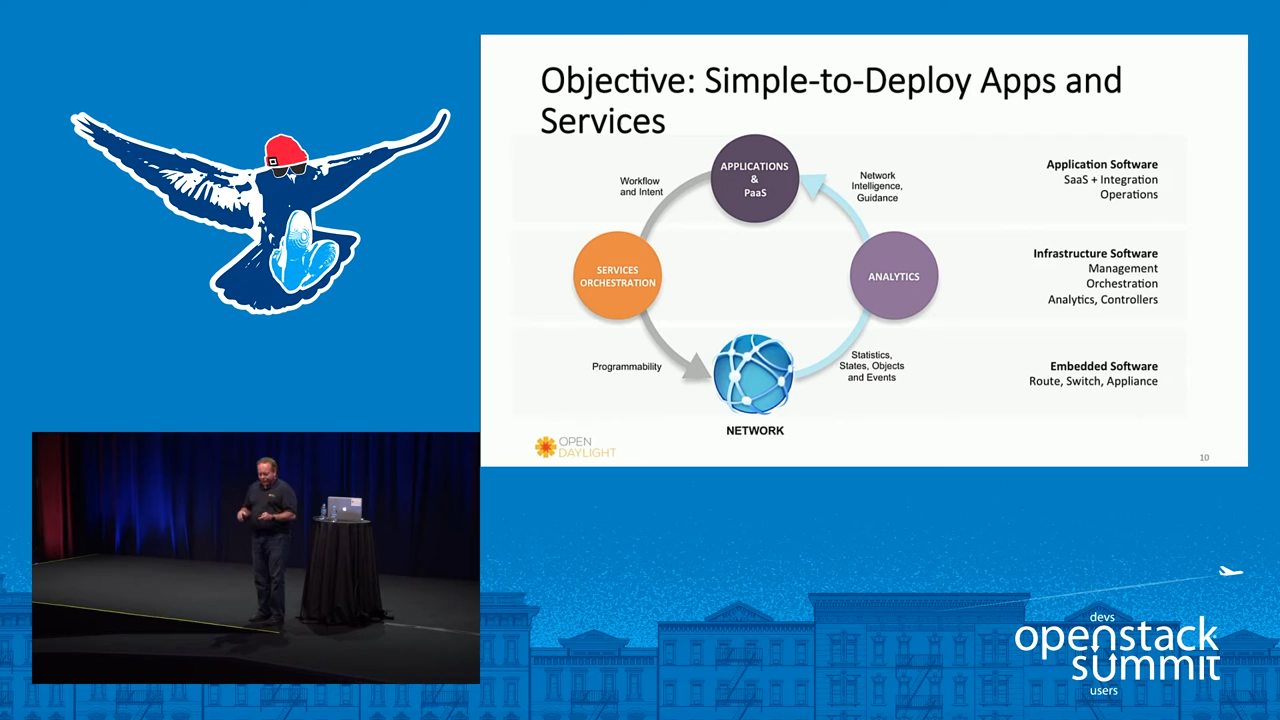 Objective: Simple-to-Deploy Apps and
Services
APPLICATIONS
&
PaaS
Workflow
and Intent
Network
Intelligence,
Guidance
Application Software
SaaS + Integration
Operations
SERVICES
ORCHESTRATION
ANALYTICS
Infrastructure Software
Management
Orchestration
Analytics, Controllers
Programmability
Statistics,
States, Objects
and Events
Embedded Software
Route, Switch, Appliance
NETWORK
OPEN
DAYLIGHT
10
devs
openstack
summit
users